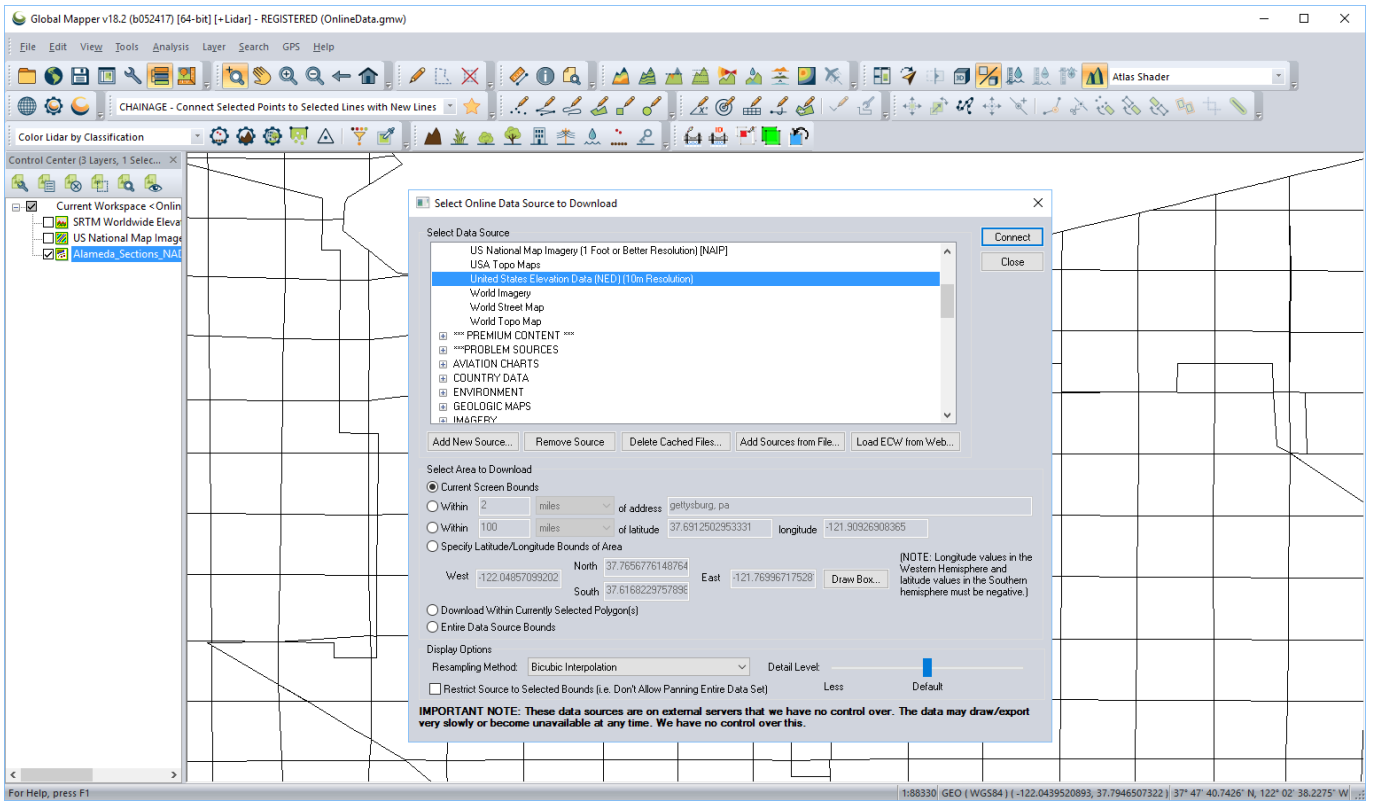 Global Mapper v18.2 (b052417) [64-bit] [+Lidar] - REGISTERED (OnlineData.gmw)
File Edit View Tools Analysis Layer Search GPS Help
Atlas Shader
CHAINAGE - Connect Selected Points to Selected Lines with New Lines
Color Lidar by Classification
Control Center (3 Layers, 1 Selec...
Current Workspace <Onlin
SRTM Worldwide Eleva
US National Map Image
Alameda_Sections_NAD
Select Online Data Source to Download
Select Data Source
US National Map Imagery (1 Foot or Better Resolution) [NAIP]
USA Topo Maps
United States Elevation Data (NED) (10m Resolution)
World Imagery
World Street Map
World Topo Map
*** PREMIUM CONTENT ***
***PROBLEM SOURCES
AVIATION CHARTS
COUNTRY DATA
ENVIRONMENT
GEOLOGIC MAPS
IMAGERY
Connect
Close
Add New Source... Remove Source Delete Cached Files... Add Sources from File... Load ECW from Web...
Select Area to Download
Current Screen Bounds
Within 2 miles of address gettysburg, pa
Within 100 miles of latitude 37.6912502953331 longitude -121.90926908365
Specify Latitude/Longitude Bounds of Area
North 37.7656776148764
West -122.04857099202 East -121.76996717528 Draw Box...
South 37.6168229757898
(NOTE: Longitude values in the
Western Hemisphere and
latitude values in the Southern
hemisphere must be negative.)
Download Within Currently Selected Polygon(s)
Entire Data Source Bounds
Display Options
Resampling Method: Bicubic Interpolation Detail Level:
Restrict Source to Selected Bounds (i.e. Don't Allow Panning Entire Data Set) Less Default
IMPORTANT NOTE: These data sources are on external servers that we have no control over. The data may draw/export
very slowly or become unavailable at any time. We have no control over this.
For Help, press F1
1:88330 GEO ( WGS84 ) ( -122.0439520893, 37.7946507322 ) 37° 47' 40.7426" N, 122° 02' 38.2275" W